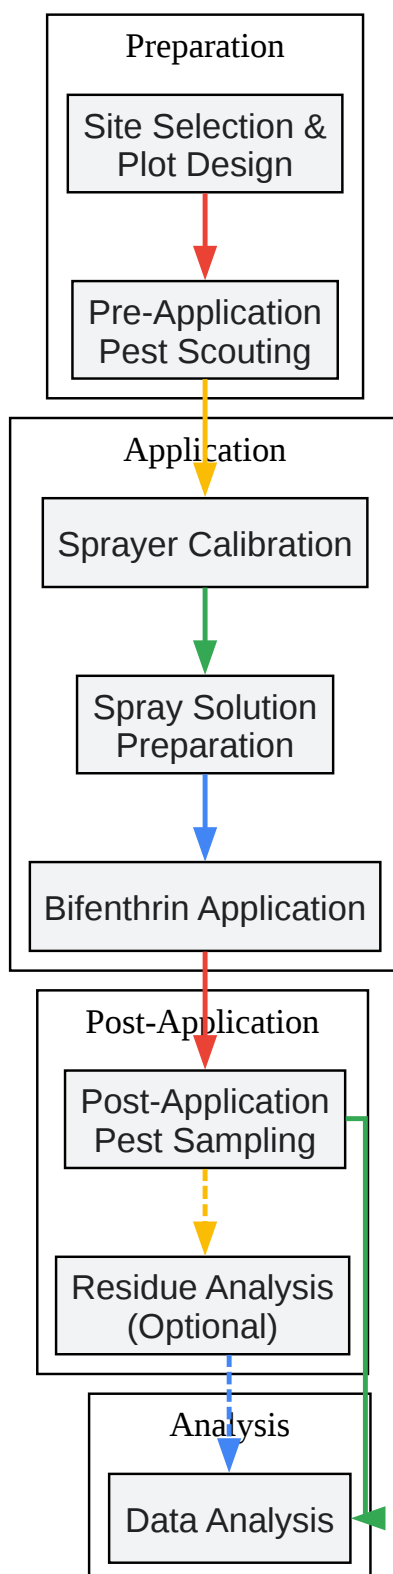 Preparation
Site Selection &
Plot Design
Pre-Application
Pest Scouting
Application
Sprayer Calibration
Spray Solution
Preparation
Bifenthrin Application
Post-Application
Post-Application
Pest Sampling
Residue Analysis
(Optional)
Analysis
Data Analysis